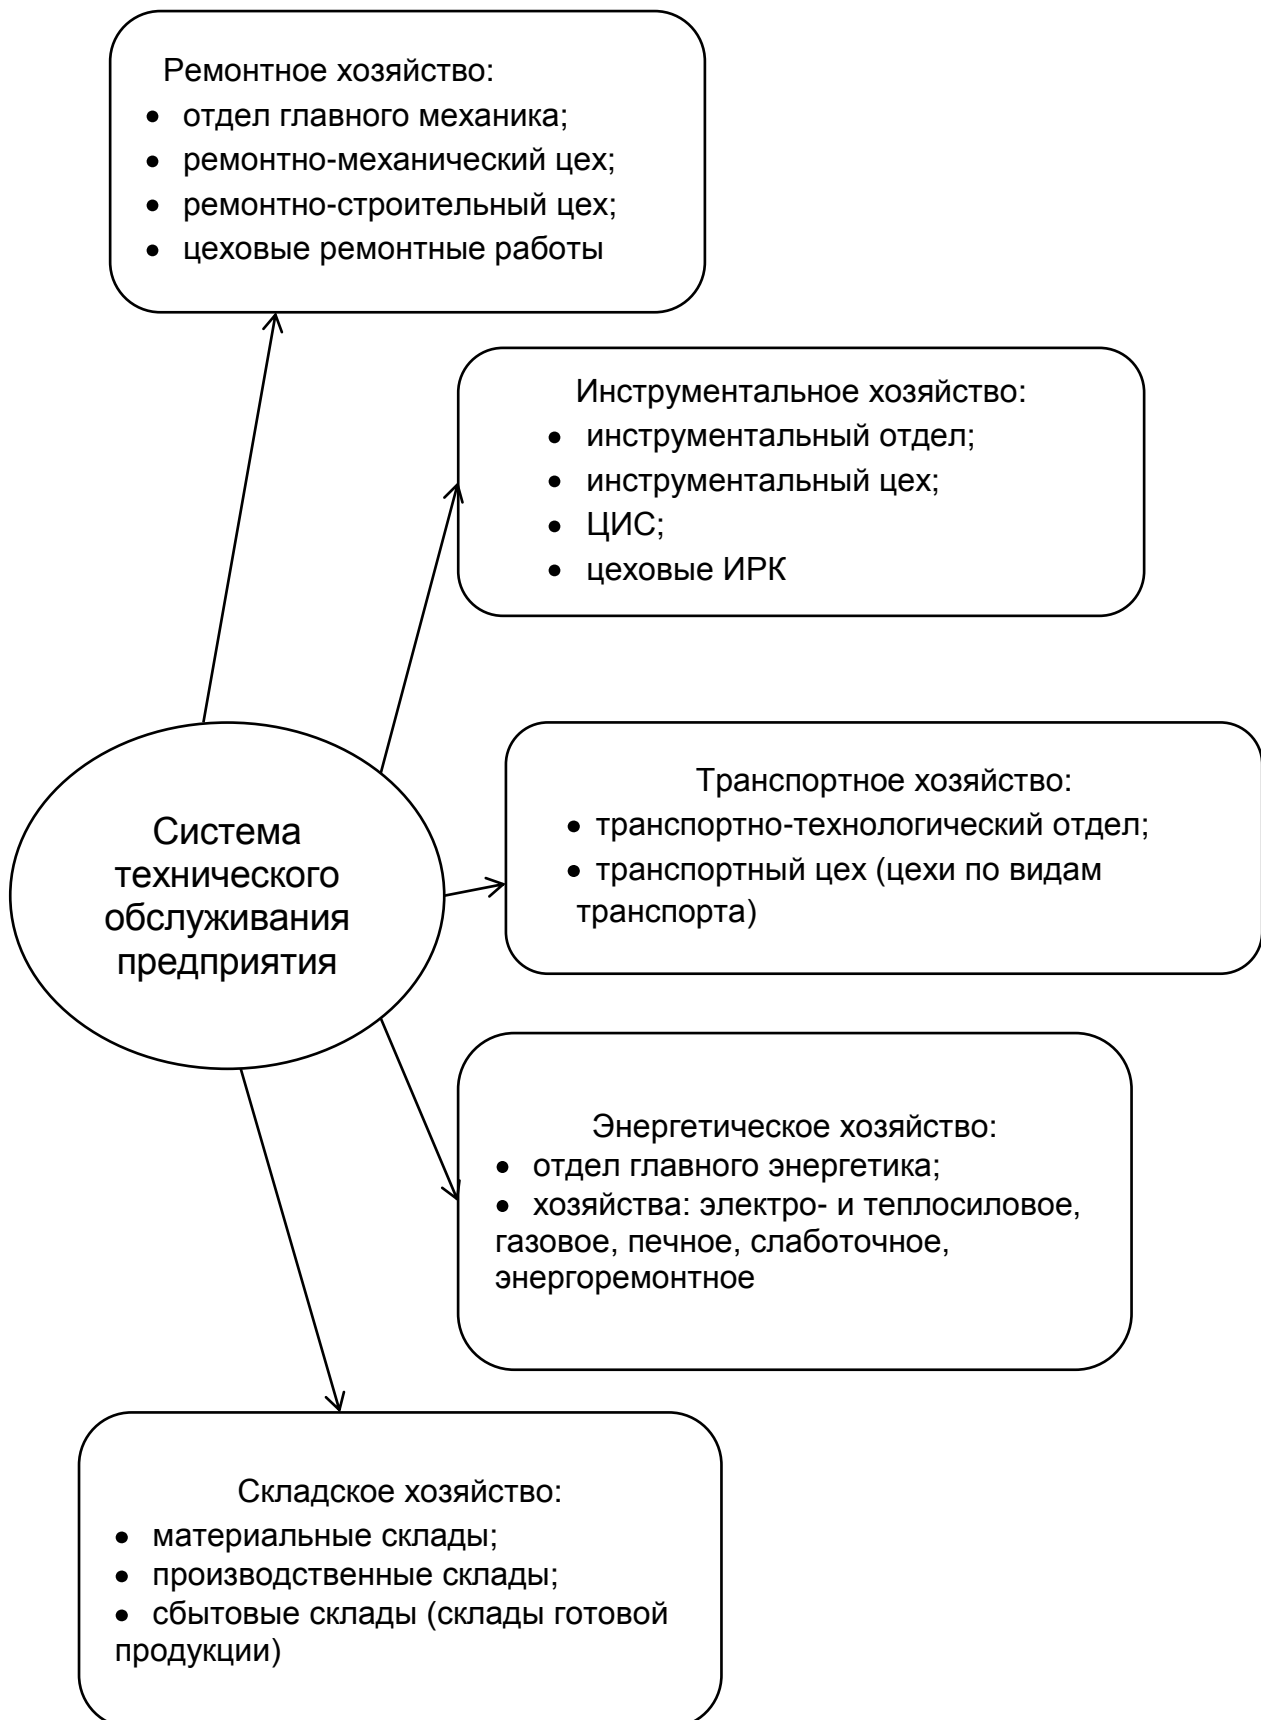 Ремонтное хозяйство:
• отдел главного механика;
• ремонтно-механический цех;
• ремонтно-строительный цех;
• цеховые ремонтные работы
Инструментальное хозяйство:
• инструментальный отдел;
• инструментальный цех;
• ЦИС;
• цеховые ИРК
Система
технического
обслуживания
предприятия
Транспортное хозяйство:
• транспортно-технологический отдел;
• транспортный цех (цехи по видам
транспорта)
Энергетическое хозяйство:
• отдел главного энергетика;
• хозяйства: электро- и теплосиловое,
газовое, печное, слаботочное,
энергоремонтное
Складское хозяйство:
• материальные склады;
• производственные склады;
• сбытовые склады (склады готовой
продукции)